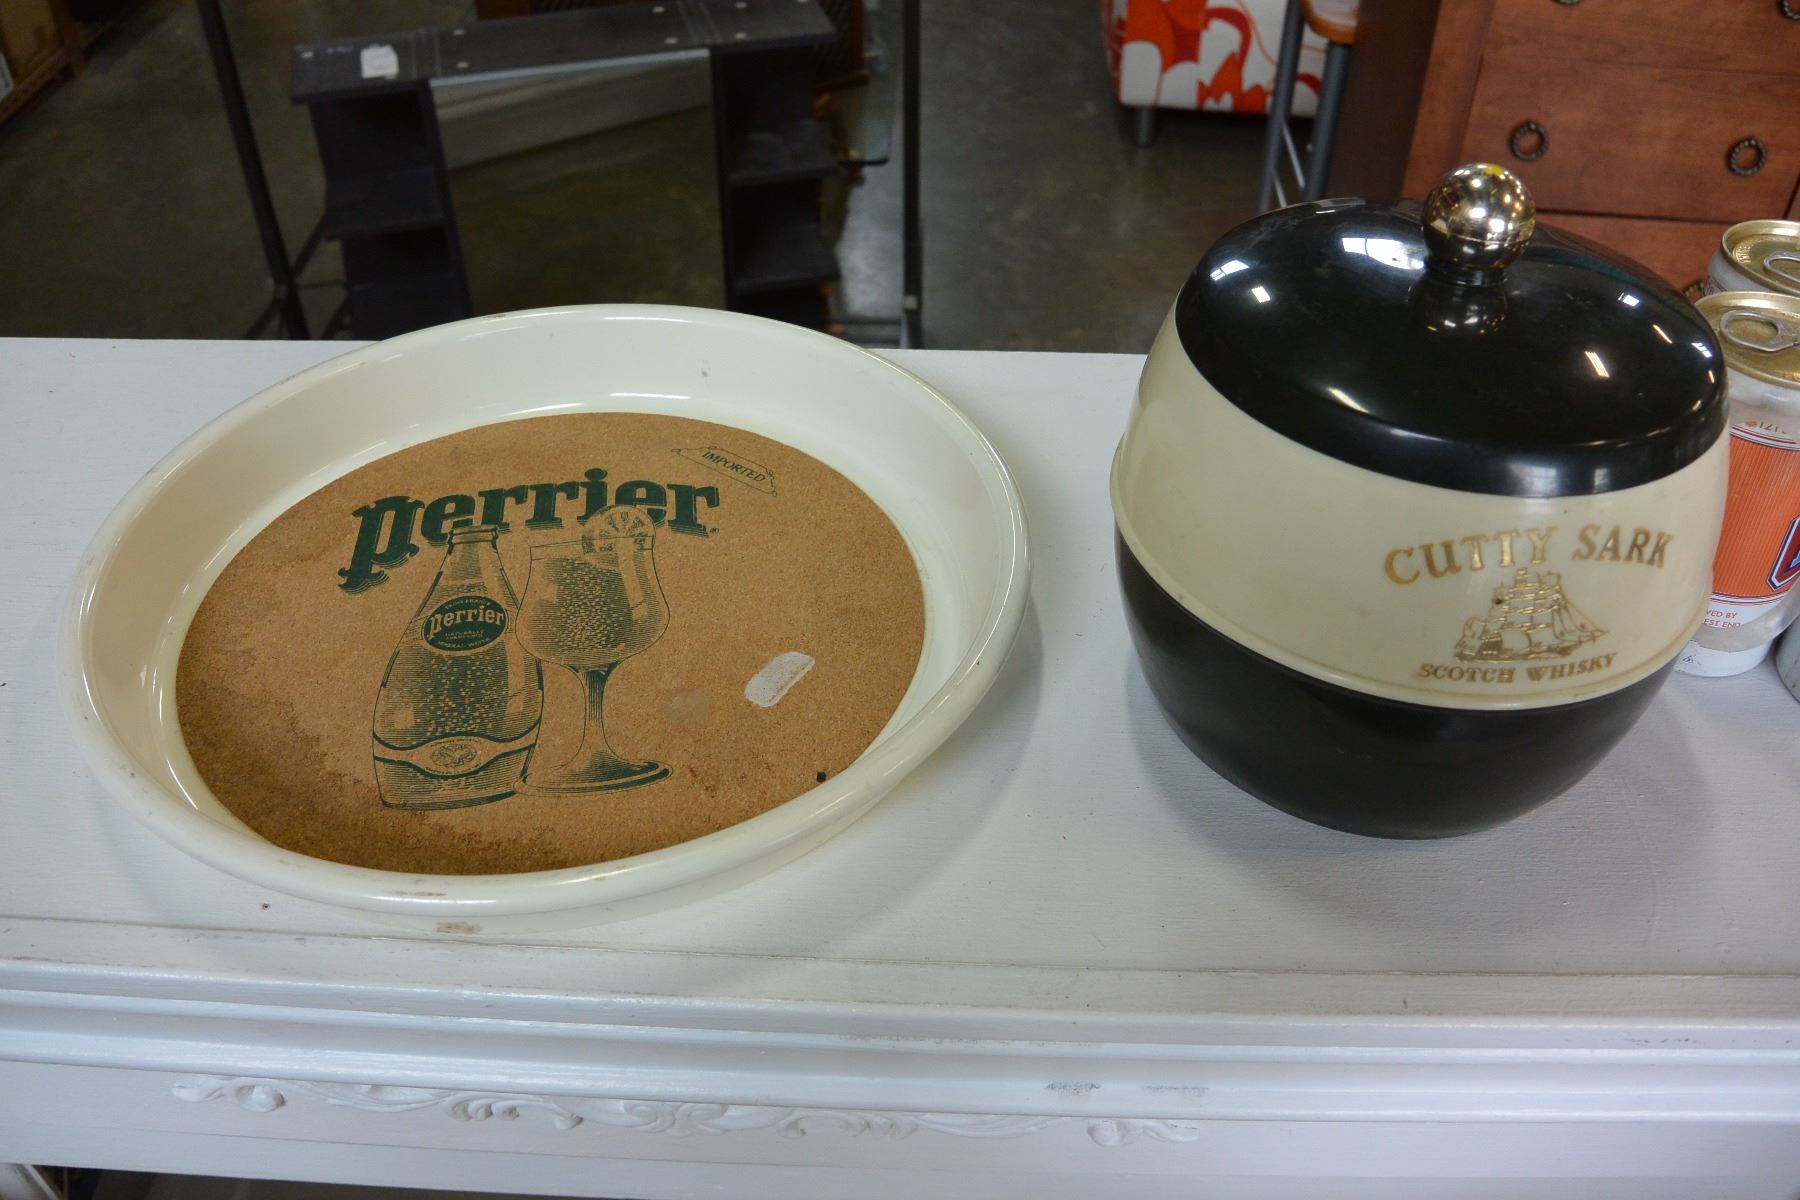 IMPORTED
perrier
perrier
CUTTY SARK
SCOTCH WHISKY